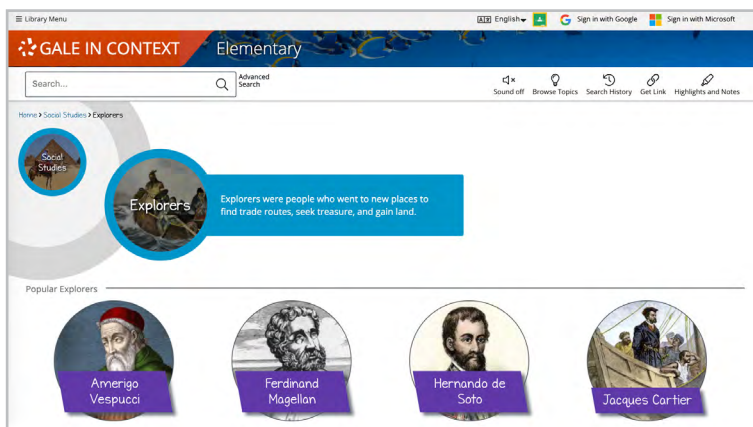 Library Menu
English
Sign in with Google
Sign in with Microsoft
GALE IN CONTEXT
Elementary
Search...
Advanced
Search
Sound off
Browse Topics
Search History
Get Link
Highlights and Notes
Home > Social Studies > Explorers
Social
Studies
Explorers
Explorers were people who went to new places to
find trade routes, seek treasure, and gain land.
Popular Explorers
Amerigo
Vespucci
Ferdinand
Magellan
Hernando de
Soto
Jacques Cartier